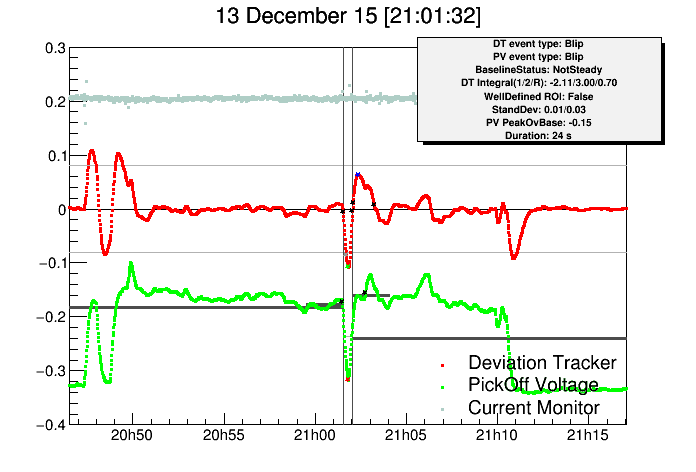 13 December 15 [21:01:32]
DT event type: Blip
PV event type: Blip
BaselineStatus: NotSteady
DT Integral(1/2/R): -2.11/3.00/0.70
WellDefined ROI: False
StandDev: 0.01/0.03
PV PeakOvBase: -0.15
Duration: 24 s
0.3
0.2
0.1
0
−0.1
−0.2
−0.3
−0.4
Deviation Tracker
PickOff Voltage
Current Monitor
20h50 20h55 21h00 21h05 21h10 21h15